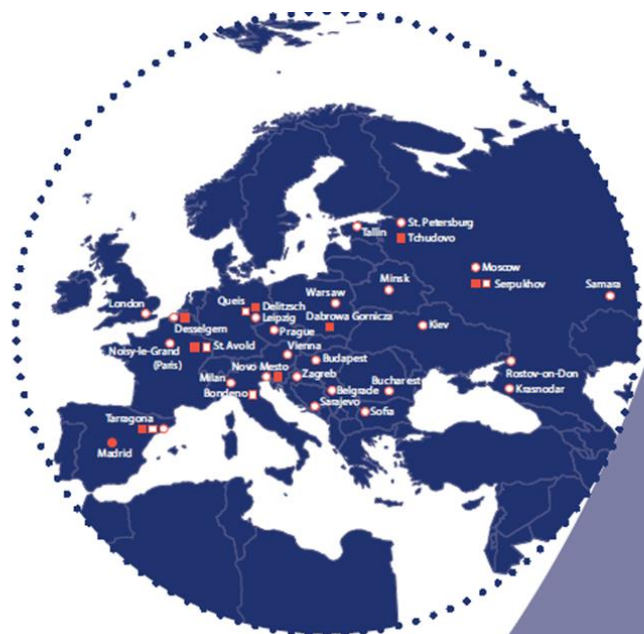 St. Petersburg
Tallin
Tchudovo
Moscow
Minsk
Serpukhov
Samara
Queis
Delitzsch
Warsaw
London
Leipzig
Dabrowa Gornicza
Desselgem
Prague
Kiev
Noisy-le-Grand
(Paris)
St. Avold
Vienna
Budapest
Novo Mesto
Rostov-on-Don
Milan
Zagreb
Bucharest
Krasnodar
Bondeno
Belgrade
Sarajevo
Sofia
Tarragona
Madrid